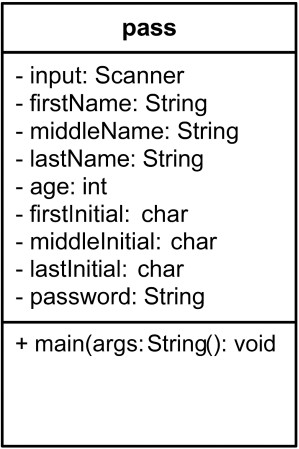 pass
- input: Scanner
- firstName: String
- middleName: String
- lastName: String
- age: int
- firstInitial: char
- middleInitial: char
- lastInitial: char
- password: String
+ main(args:String(): void